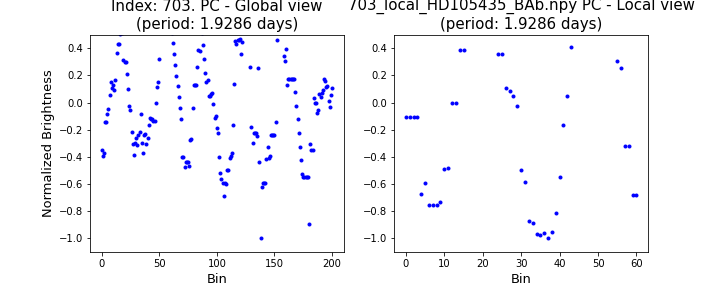 Index: 703. PC - Global view
(period: 1.9286 days)
703_local_HD105435_BAb.npy PC - Local view
(period: 1.9286 days)
Normalized Brightness
0.4
0.2
0.0
−0.2
−0.4
−0.6
−0.8
−1.0
0 50 100 150 200
Bin
0.4
0.2
0.0
−0.2
−0.4
−0.6
−0.8
−1.0
0 10 20 30 40 50 60
Bin